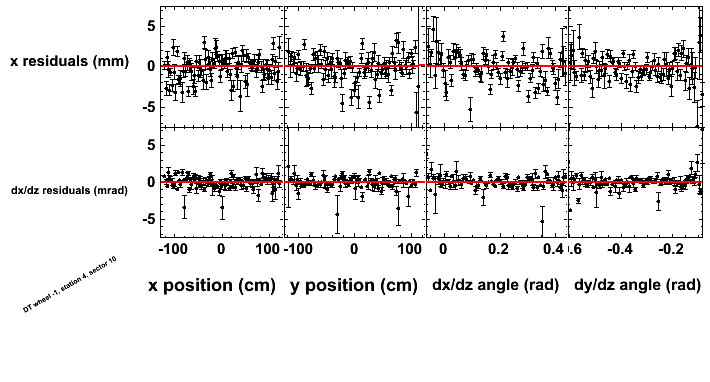 x residuals (mm)
5
0
-5
dx/dz residuals (mrad)
5
0
-5
-100 0 100 -100 0 100 0 0.2 0.4 .6 -0.4 -0.2
x position (cm) y position (cm) dx/dz angle (rad) dy/dz angle (rad)
DT wheel -1, station 4, sector 10